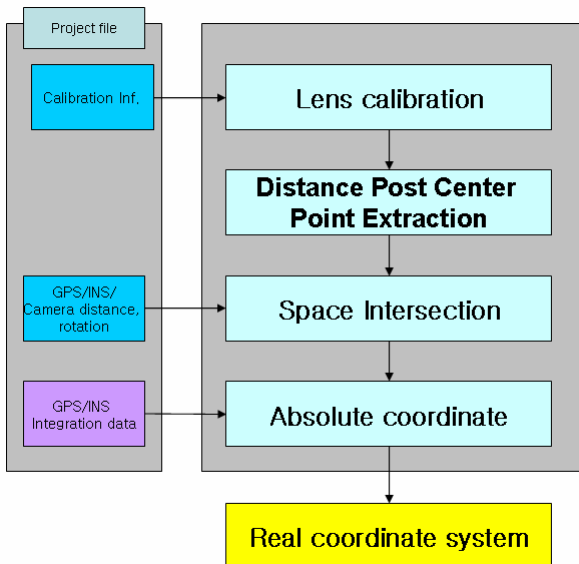 Project file
Calibration Inf.
Lens calibration
Distance Post Center
Point Extraction
GPS/INS/
Camera distance,
rotation
Space Intersection
GPS/INS
Integration data
Absolute coordinate
Real coordinate system